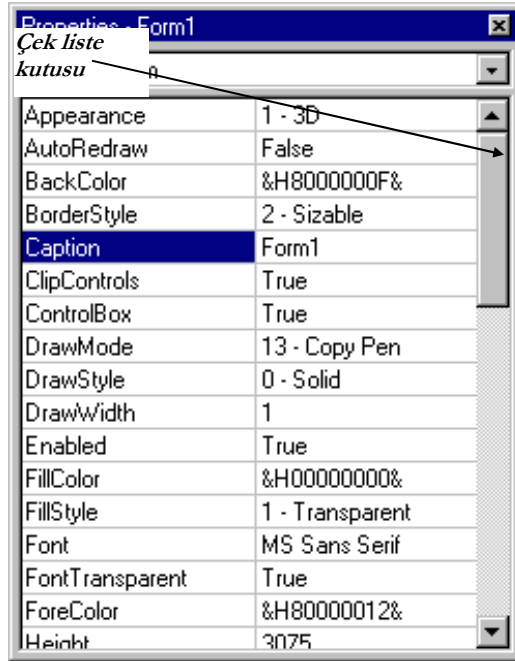 Properties - Form1
Çek liste
kutusu
Appearance 1 - 3D
AutoRedraw False
BackColor &H8000000F&
BorderStyle 2 - Sizable
Caption Form1
ClipControls True
ControlBox True
DrawMode 13 - Copy Pen
DrawStyle 0 - Solid
DrawWidth 1
Enabled True
FillColor &H00000000&
FillStyle 1 - Transparent
Font MS Sans Serif
FontTransparent True
ForeColor &H80000012&
Height 3075